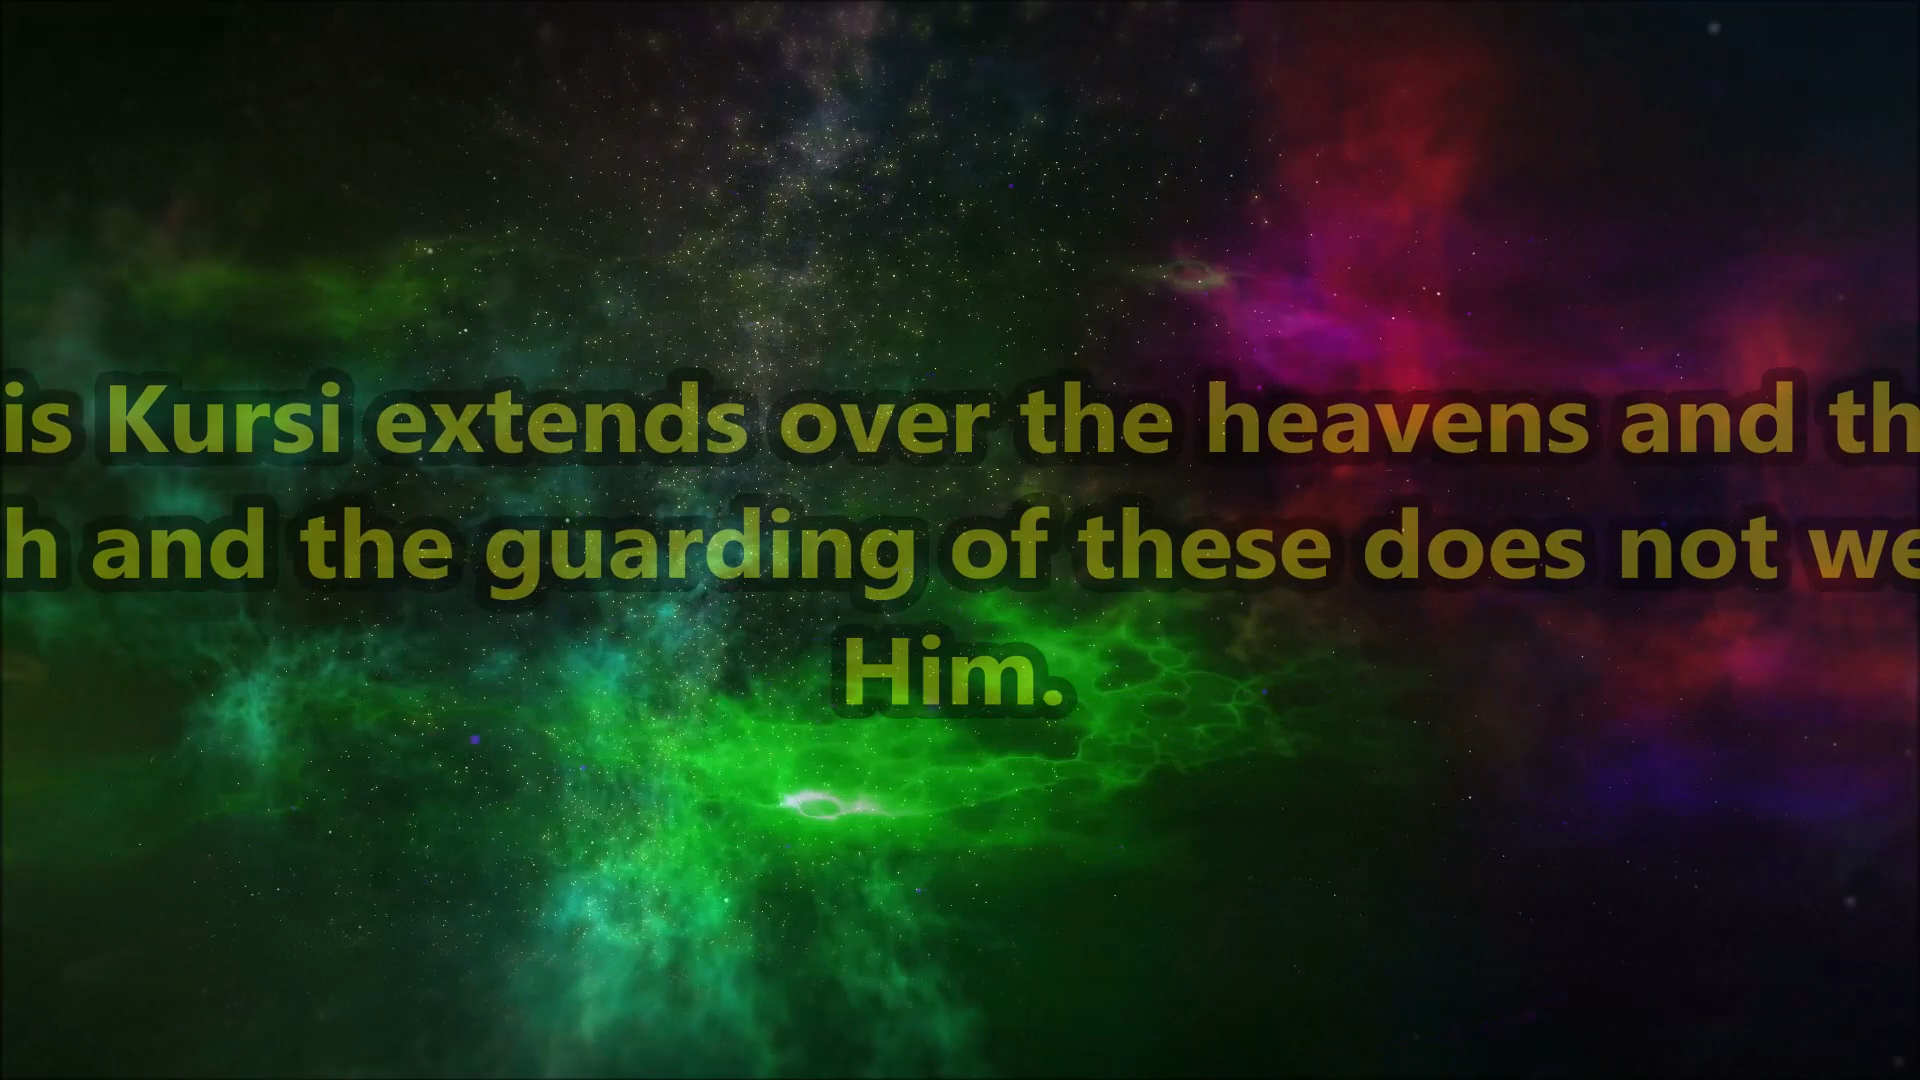 is Kursi extends over the heavens and th
h and the guarding of these does not we
Him.